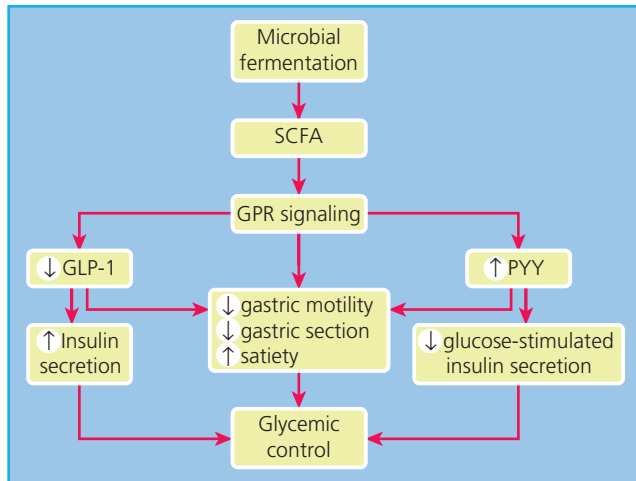 Microbial
fermentation
SCFA
GPR signaling
↓ GLP-1
↑ PYY
↓ gastric motility
↓ gastric section
↑ satiety
↑ Insulin
secretion
↓ glucose-stimulated
insulin secretion
Glycemic
control